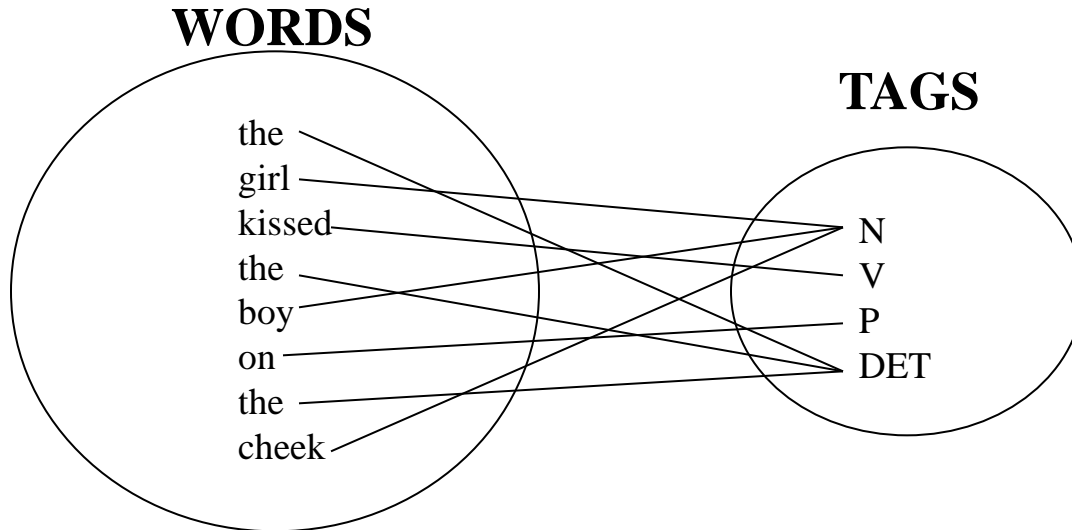 WORDS
the
girl
kissed
the
boy
on
the
cheek
TAGS
N
V
P
DET